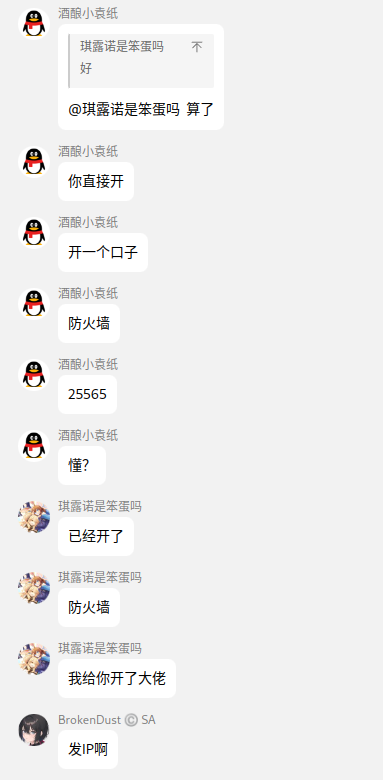 酒酿小袁纸
琪露诺是笨蛋吗 不
好
@琪露诺是笨蛋吗 算了
酒酿小袁纸
你直接开
酒酿小袁纸
开一个口子
酒酿小袁纸
防火墙
酒酿小袁纸
25565
酒酿小袁纸
懂?
琪露诺是笨蛋吗
已经开了
琪露诺是笨蛋吗
防火墙
琪露诺是笨蛋吗
我给你开了大佬
BrokenDust Ⓒ SA
发IP啊